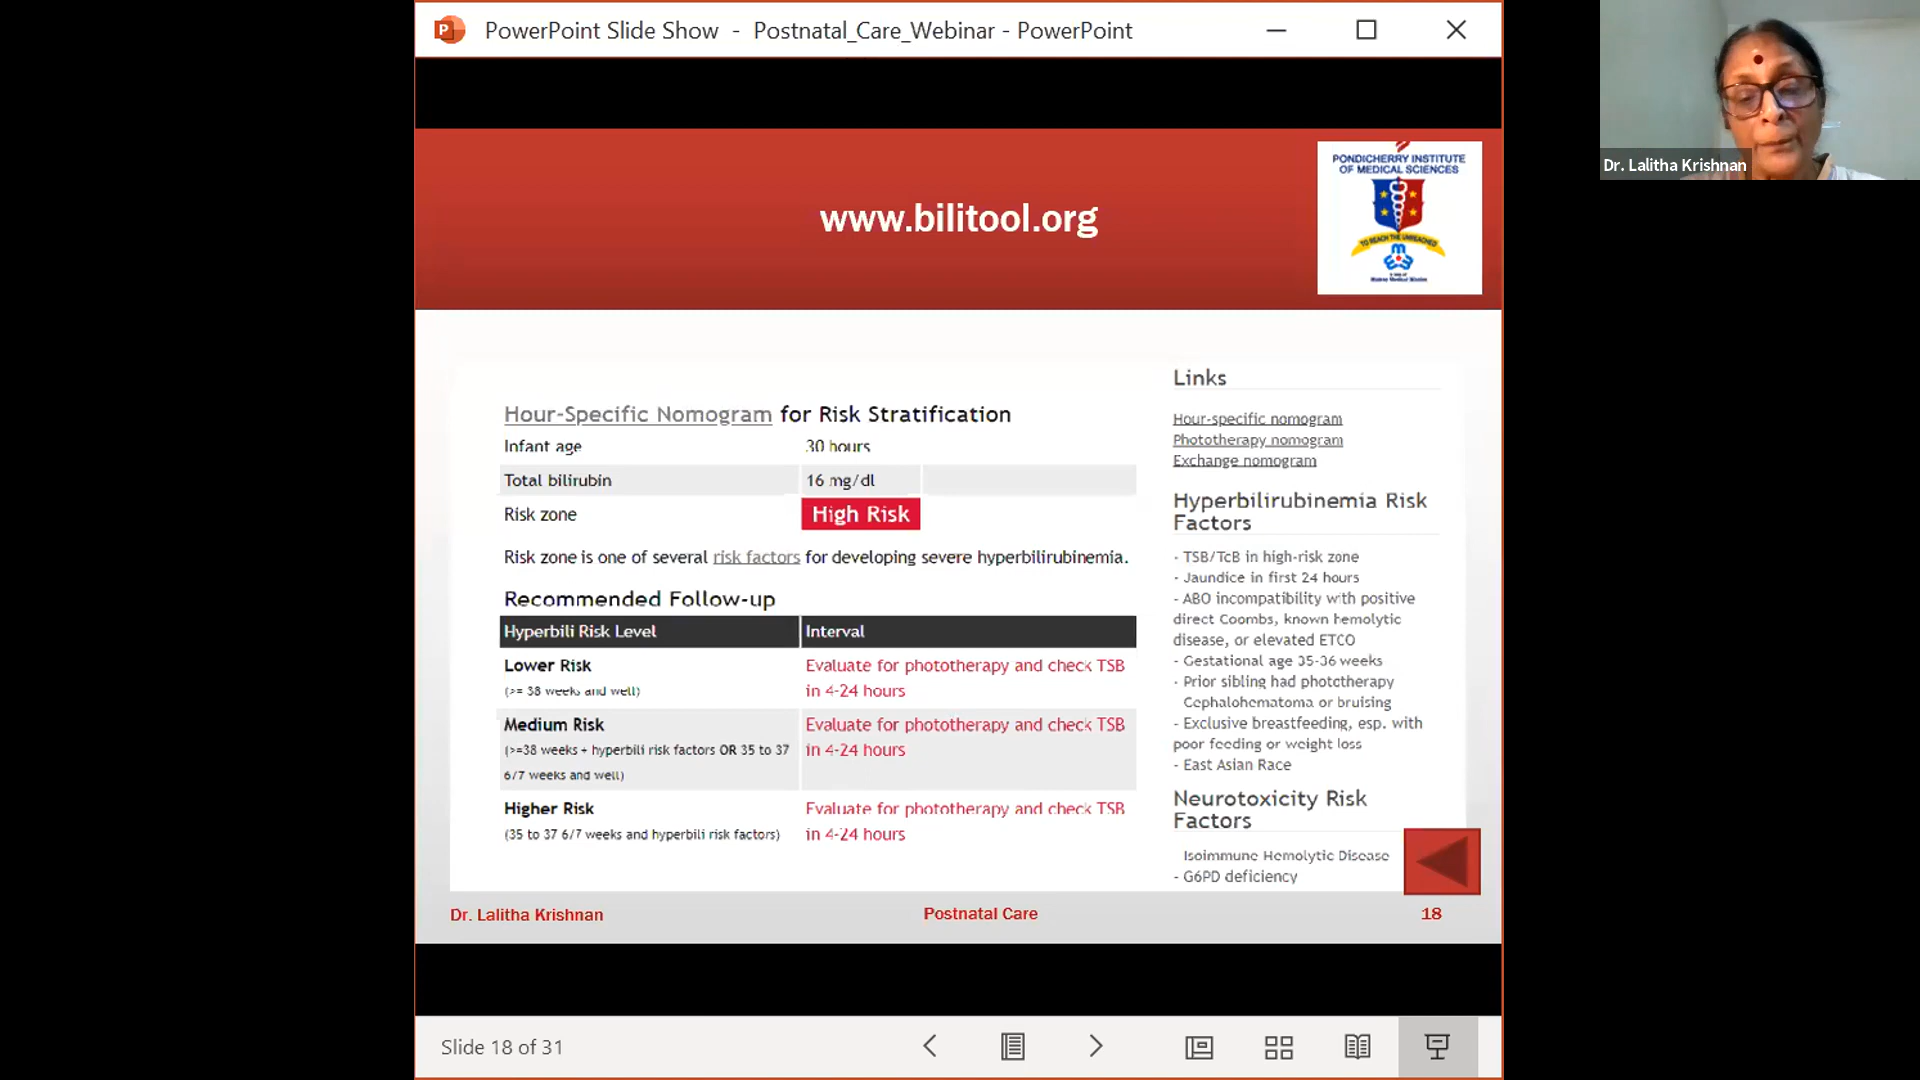 PowerPoint Slide Show - Postnatal_Care_Webinar - PowerPoint
Dr. Lalitha Krishnan
www.bilitool.org
PONDICHERRY INSTITUTE
OF MEDICAL SCIENCES
TO REACH THE UNREACHED
Hour-Specific Nomogram for Risk Stratification
Infant age 30 hours
Total bilirubin 16 mg/dl
Risk zone High Risk
Risk zone is one of several risk factors for developing severe hyperbilirubinemia.
Recommended Follow-up
Hyperbili Risk Level Interval
Lower Risk Evaluate for phototherapy and check TSB
(>= 38 weeks and well) in 4-24 hours
Medium Risk Evaluate for phototherapy and check TSB
(>=38 weeks + hyperbili risk factors OR 35 to 37 in 4-24 hours
6/7 weeks and well)
Higher Risk Evaluate for phototherapy and check TSB
(35 to 37 6/7 weeks and hyperbili risk factors) in 4-24 hours
Links
Hour-specific nomogram
Phototherapy nomogram
Exchange nomogram
Hyperbilirubinemia Risk
Factors
- TSB/TcB in high-risk zone
- Jaundice in first 24 hours
- ABO incompatibility with positive
direct Coombs, known hemolytic
disease, or elevated ETCO
- Gestational age 35-36 weeks
- Prior sibling had phototherapy
Cephalohematoma or bruising
- Exclusive breastfeeding, esp. with
poor feeding or weight loss
- East Asian Race
Neurotoxicity Risk
Factors
Isoimmune Hemolytic Disease
- G6PD deficiency
Dr. Lalitha Krishnan Postnatal Care 18
Slide 18 of 31